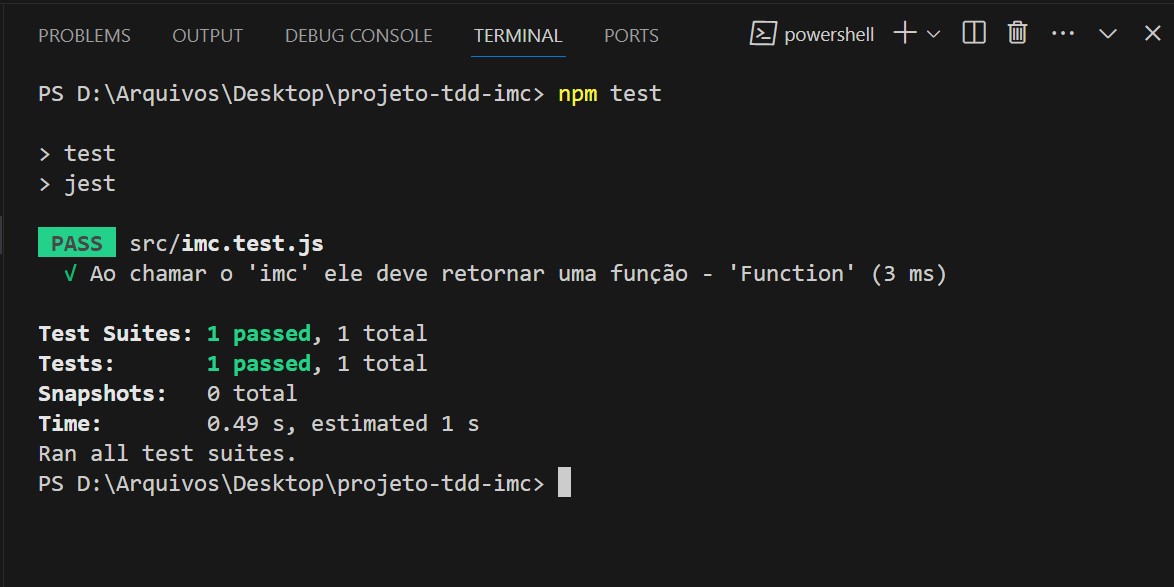 PROBLEMS OUTPUT DEBUG CONSOLE TERMINAL PORTS powershell
PS D:\Arquivos\Desktop\projeto-tdd-imc> npm test
> test
> jest
PASS src/imc.test.js
√ Ao chamar o 'imc' ele deve retornar uma função - 'Function' (3 ms)
Test Suites: 1 passed, 1 total
Tests: 1 passed, 1 total
Snapshots: 0 total
Time: 0.49 s, estimated 1 s
Ran all test suites.
PS D:\Arquivos\Desktop\projeto-tdd-imc>